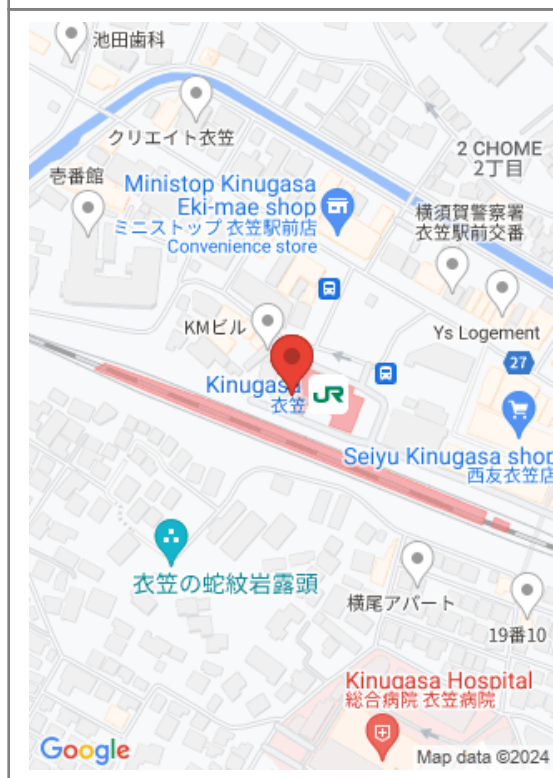 池田歯科
クリエイト衣笠
2 CHOME
2丁目
壱番館
Ministop Kinugasa
Eki-mae shop
ミニストップ 衣笠駅前店
Convenience store
横須賀警察署
衣笠駅前交番
KMビル
Ys Logement
27
Kinugasa
衣笠
JR
Seiyu Kinugasa shop
西友衣笠店
衣笠の蛇紋岩露頭
横尾アパート
19番10
Kinugasa Hospital
総合病院 衣笠病院
Google
Map data ©2024